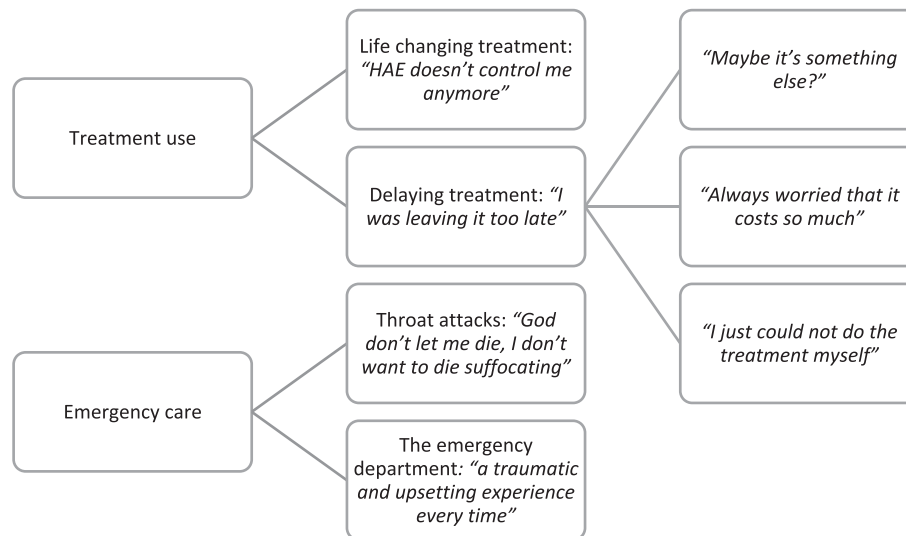 Treatment use
Life changing treatment:
“HAE doesn’t control me
anymore”
Delaying treatment: “I
was leaving it too late”
“Maybe it’s something
else?”
“Always worried that it
costs so much”
“I just could not do the
treatment myself”
Emergency care
Throat attacks: “God
don’t let me die, I don’t
want to die suffocating”
The emergency
department: “a traumatic
and upsetting experience
every time”